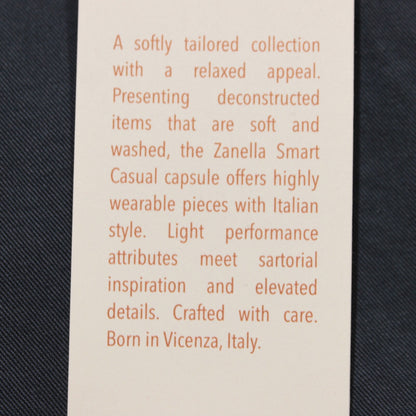 A softly tailored collection
with a relaxed appeal.
Presenting deconstructed
items that are soft and
washed, the Zanella Smart
Casual capsule offers highly
wearable pieces with Italian
style. Light performance
attributes meet sartorial
inspiration and elevated
details. Crafted with care.
Born in Vicenza, Italy.